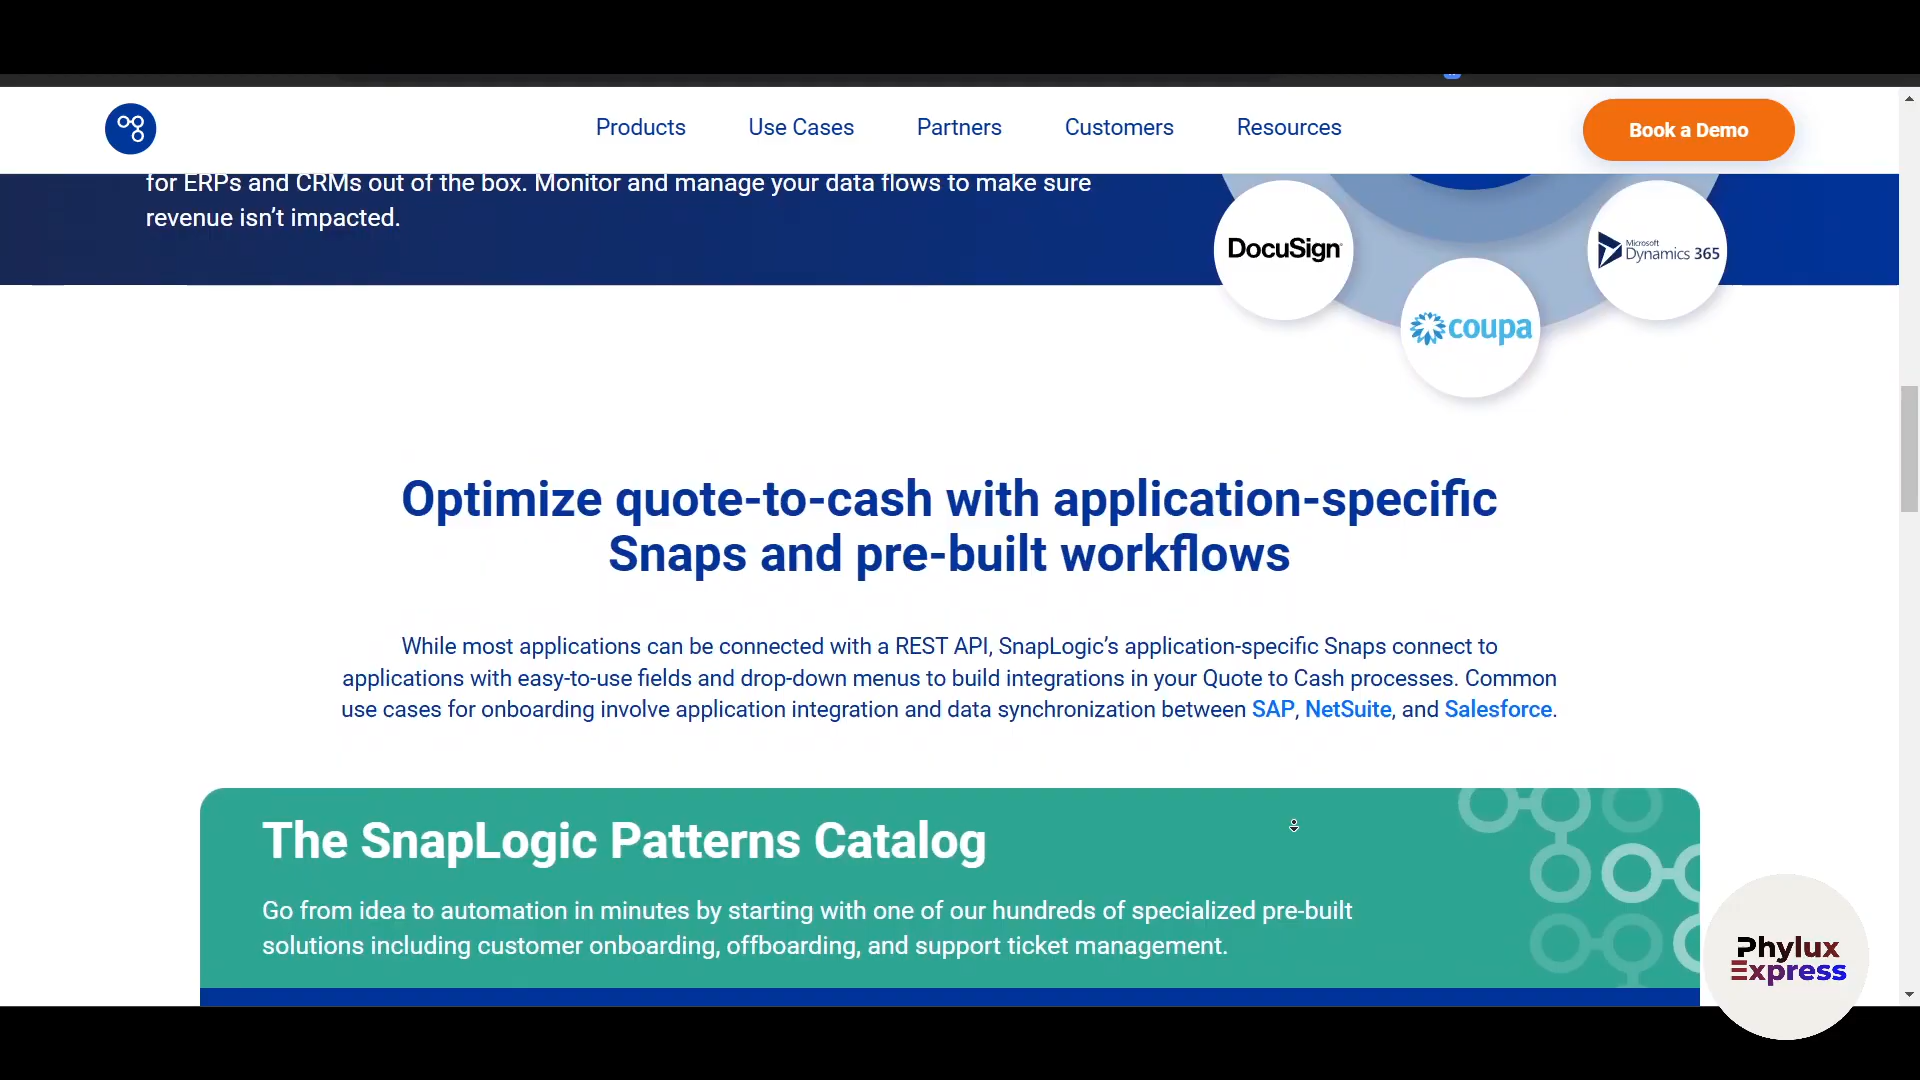 Products Use Cases Partners Customers Resources Book a Demo
for ERPs and CRMs out of the box. Monitor and manage your data flows to make sure
revenue isn’t impacted.
DocuSign
Microsoft
Dynamics 365
coupa
Optimize quote-to-cash with application-specific
Snaps and pre-built workflows
While most applications can be connected with a REST API, SnapLogic’s application-specific Snaps connect to
applications with easy-to-use fields and drop-down menus to build integrations in your Quote to Cash processes. Common
use cases for onboarding involve application integration and data synchronization between SAP, NetSuite, and Salesforce.
The SnapLogic Patterns Catalog
Go from idea to automation in minutes by starting with one of our hundreds of specialized pre-built
solutions including customer onboarding, offboarding, and support ticket management.
Phylux
Express